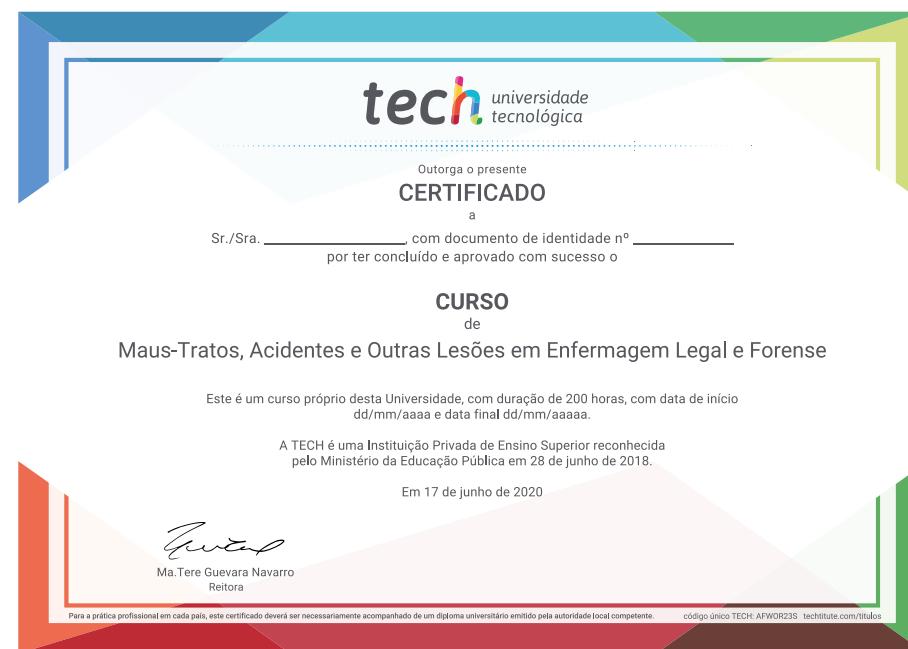 tech universidade
tecnológica
Outorga o presente
CERTIFICADO
a
Sr./Sra. ________________, com documento de identidade nº ____________
por ter concluído e aprovado com sucesso o
CURSO
de
Maus-Tratos, Acidentes e Outras Lesões em Enfermagem Legal e Forense
Este é um curso próprio desta Universidade, com duração de 200 horas, com data de início
dd/mm/aaaa e data final dd/mm/aaaaa.
A TECH é uma Instituição Privada de Ensino Superior reconhecida
pelo Ministério da Educação Pública em 28 de junho de 2018.
Em 17 de junho de 2020
Ma.Tere Guevara Navarro
Reitora
Para a prática profissional em cada país, este certificado deverá ser necessariamente acompanhado de um diploma universitário emitido pela autoridade local competente. código único TECH: AFWOR23S techtitute.com/titulos